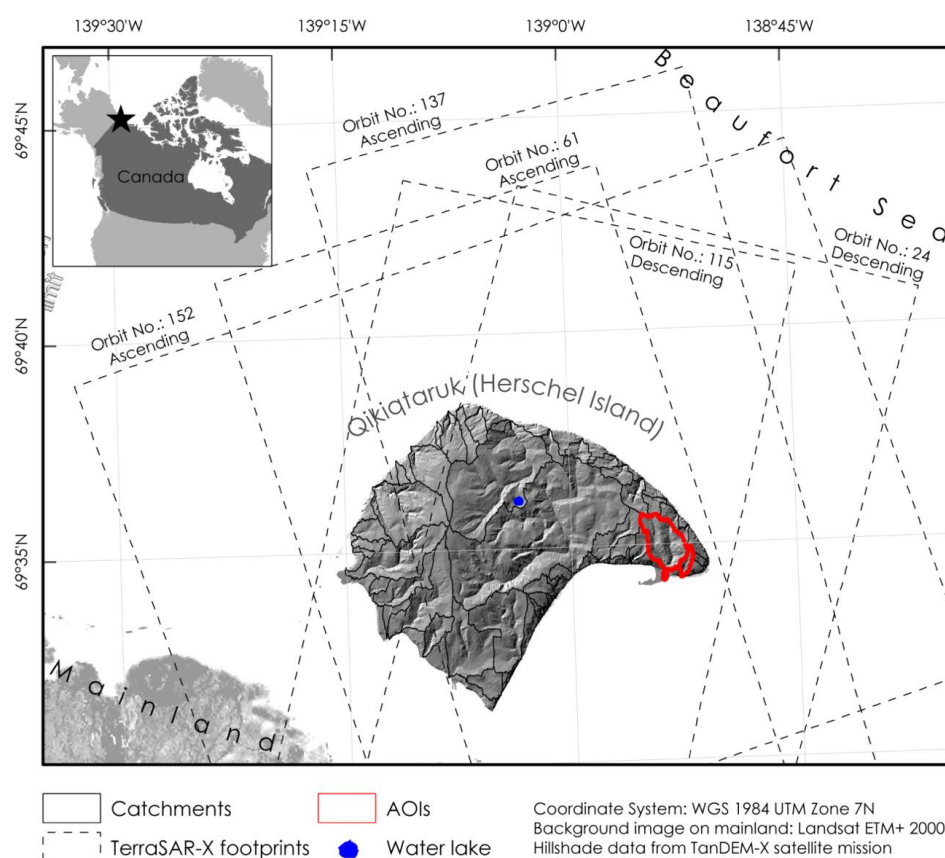 139°30'W 139°15'W 139°0'W 138°45'W
69°45'N
69°40'N
69°35'N
Canada
Beaufort Sea
Orbit No.: 137
Ascending
Orbit No.: 61
Ascending
Orbit No.: 24
Descending
Orbit No.: 115
Descending
Orbit No.: 152
Ascending
Qikiqtaruk (Herschel Island)
Mainland
Catchments
AOIs
TerraSAR-X footprints
Water lake
Coordinate System: WGS 1984 UTM Zone 7N
Background image on mainland: Landsat ETM+ 2000
Hillshade data from TanDEM-X satellite mission